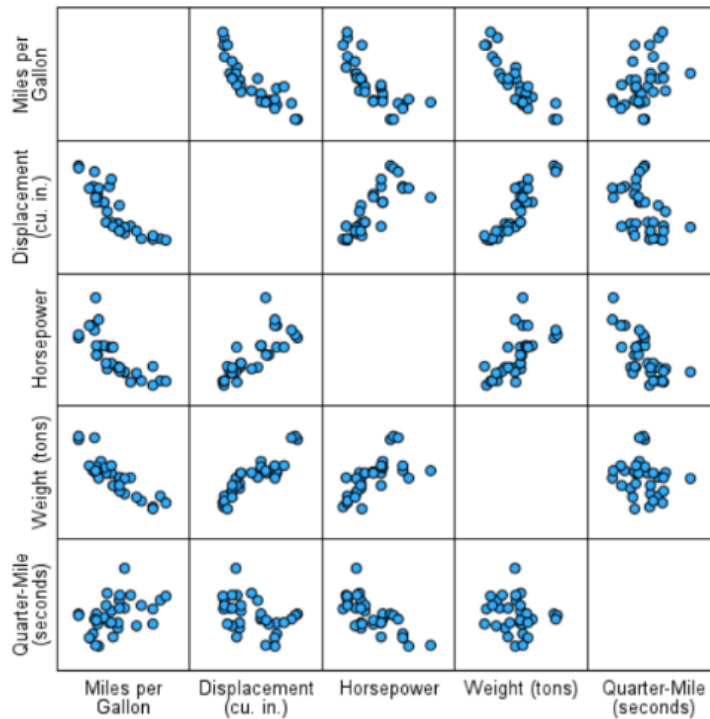 Miles per
Gallon
Displacement
(cu. in.)
Horsepower
Weight (tons)
Quarter-Mile
(seconds)
Miles per
Gallon
Displacement
(cu. in.)
Horsepower
Weight (tons)
Quarter-Mile
(seconds)